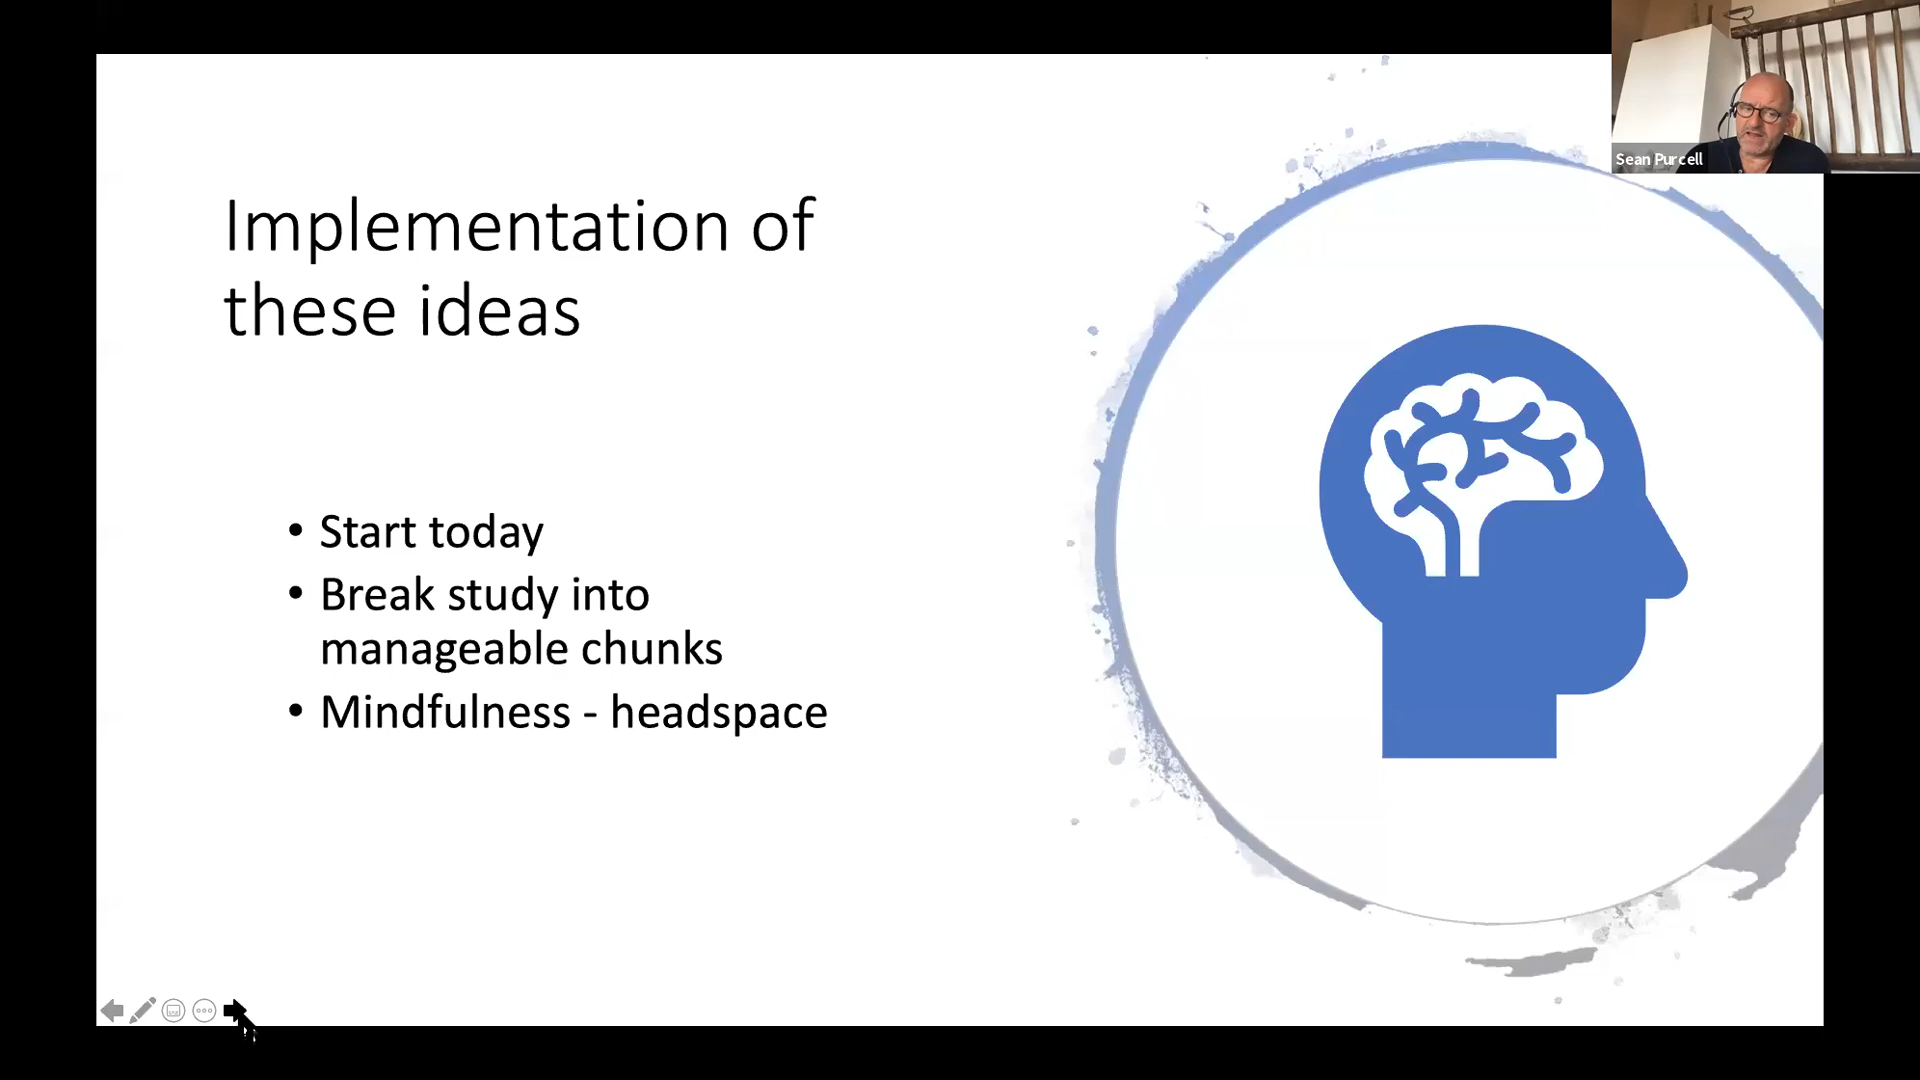 Sean Purcell
Implementation of
these ideas
• Start today
• Break study into
manageable chunks
• Mindfulness - headspace